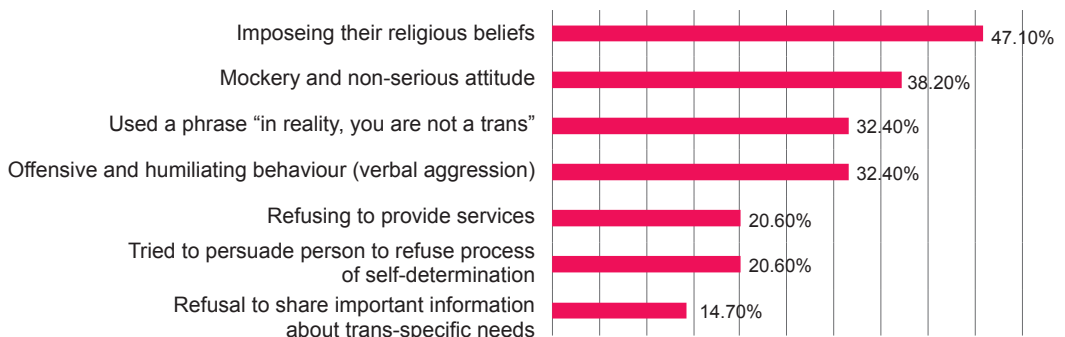 Imposeing their religious beliefs
47.10%
Mockery and non-serious attitude
38.20%
Used a phrase “in reality, you are not a trans”
32.40%
Offensive and humiliating behaviour (verbal aggression)
32.40%
Refusing to provide services
20.60%
Tried to persuade person to refuse process
of self-determination
20.60%
Refusal to share important information
about trans-specific needs
14.70%